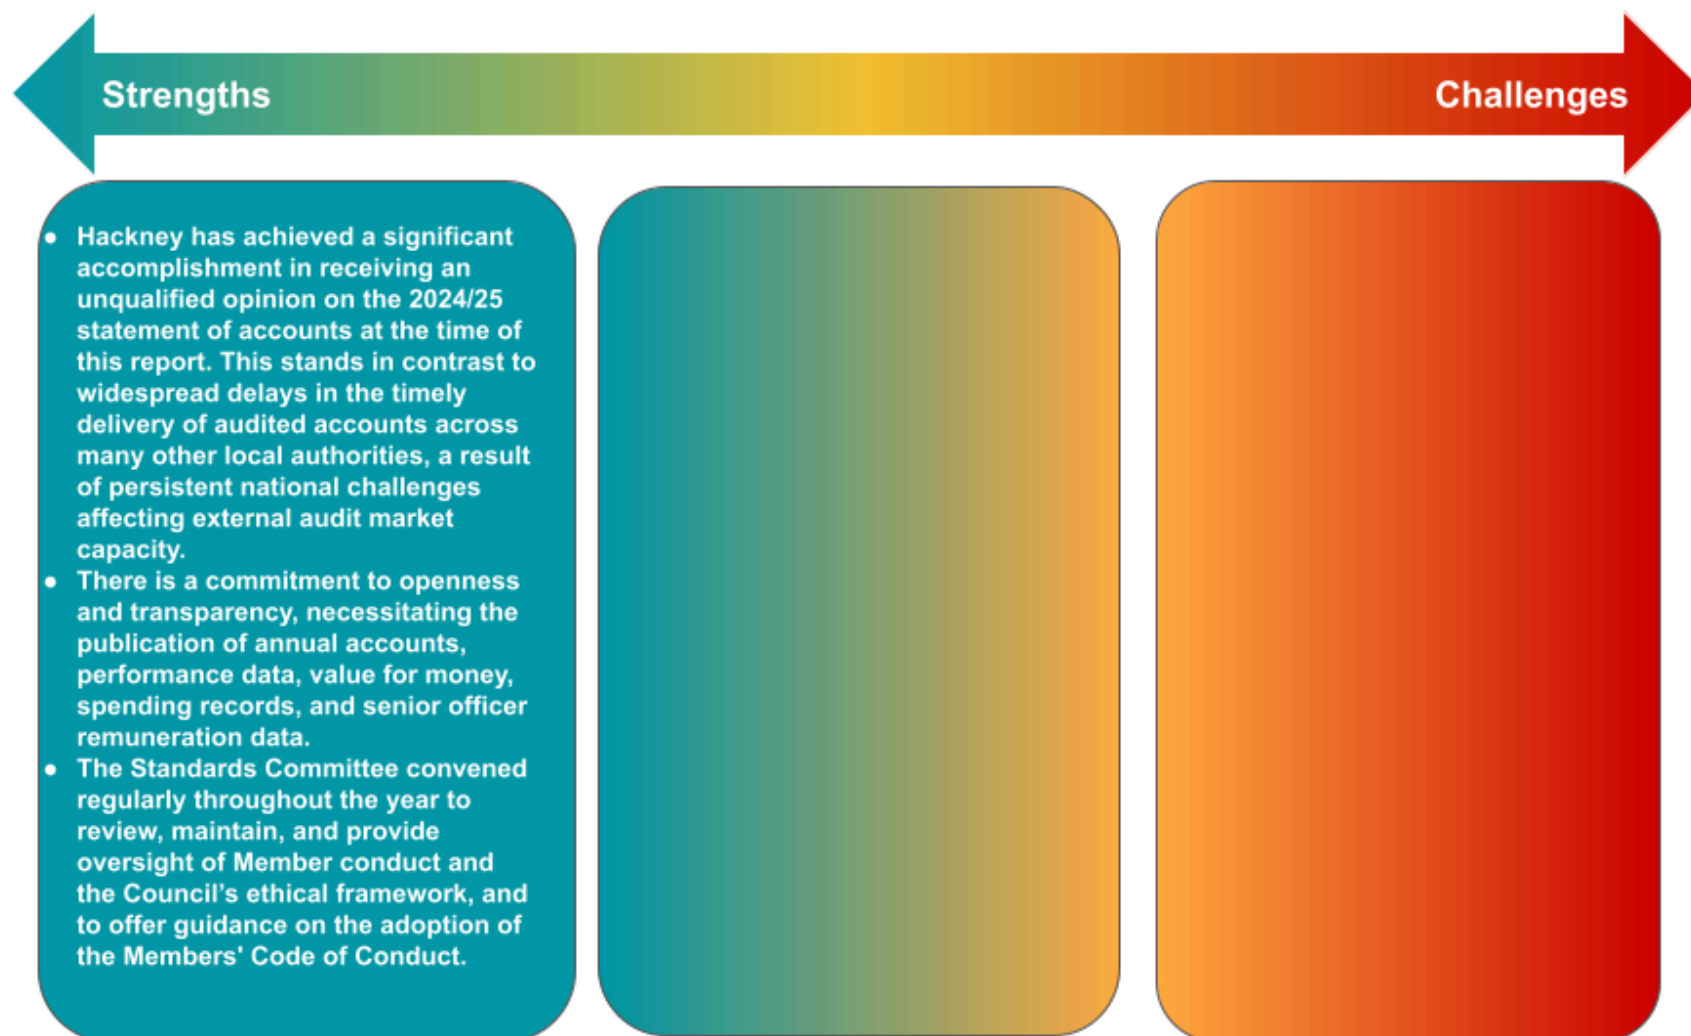 Strengths
Challenges
● Hackney has achieved a significant
accomplishment in receiving an
unqualified opinion on the 2024/25
statement of accounts at the time of
this report. This stands in contrast to
widespread delays in the timely
delivery of audited accounts across
many other local authorities, a result
of persistent national challenges
affecting external audit market
capacity.
● There is a commitment to openness
and transparency, necessitating the
publication of annual accounts,
performance data, value for money,
spending records, and senior officer
remuneration data.
● The Standards Committee convened
regularly throughout the year to
review, maintain, and provide
oversight of Member conduct and
the Council's ethical framework, and
to offer guidance on the adoption of
the Members' Code of Conduct.